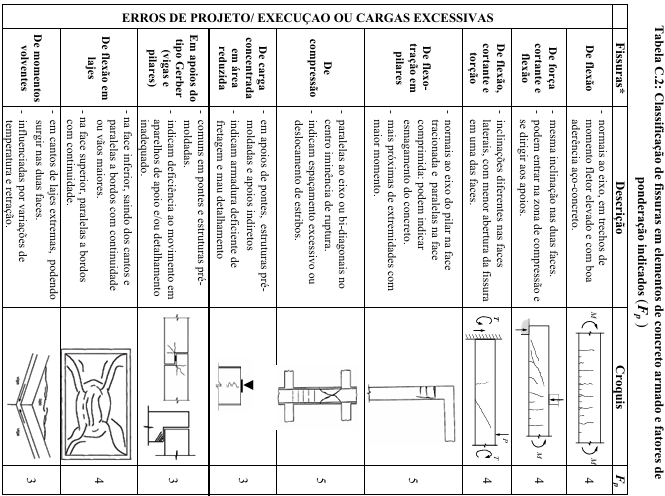 Tabela C.2: Classificação de fissuras em elementos de concreto armado e fatores de
ponderação indicados (Fp)
ERROS DE PROJETO/ EXECUÇAO OU CARGAS EXCESSIVAS
Fissuras*
Descrição
Croquis
Fp
De flexão
- normais ao eixo, em trechos de
momento fletor elevado e com boa
aderência aço-concreto.
M
M
4
De força
cortante e
flexão
- mesma inclinação nas duas faces.
- podem entrar na zona de compressão e
se dirigir aos apoios.
M
4
De flexão,
cortante e
torção
- inclinações diferentes nas faces
laterais, com menor abertura da fissura
em uma das faces.
T
P
T
4
De flexo-
tração em
pilares
- normais ao eixo do pilar na face
tracionada e paralelas na face
comprimida; podem indicar
esmagamento do concreto.
- mais próximas de extremidades com
maior momento.
5
De
compressão
- paralelas ao eixo ou bi-diagonais no
centro iminência de ruptura.
- indicam espaçamento excessivo ou
deslocamento de estribos.
5
De carga
concentrada
em área
reduzida
- em apoios de pontes, estruturas pré-
moldadas e apoios indiretos
- indicam armadura deficiente de
fretagem e mau detalhamento
3
Em apoios do
tipo Gerber
(vigas e
pilares)
- comuns em pontes e estruturas pré-
moldadas.
- indicam deficiência ao movimento em
aparelhos de apoio e/ou detalhamento
inadequado.
3
De flexão em
lajes
- na face inferior, saindo dos cantos e
paralelas a bordos com continuidade
ou vãos maiores.
- na face superior, paralelas a bordos
com continuidade.
4
De momentos
volventes
- em cantos de lajes extremas, podendo
surgir nas duas faces.
- influenciadas por variações de
temperatura e retração.
3